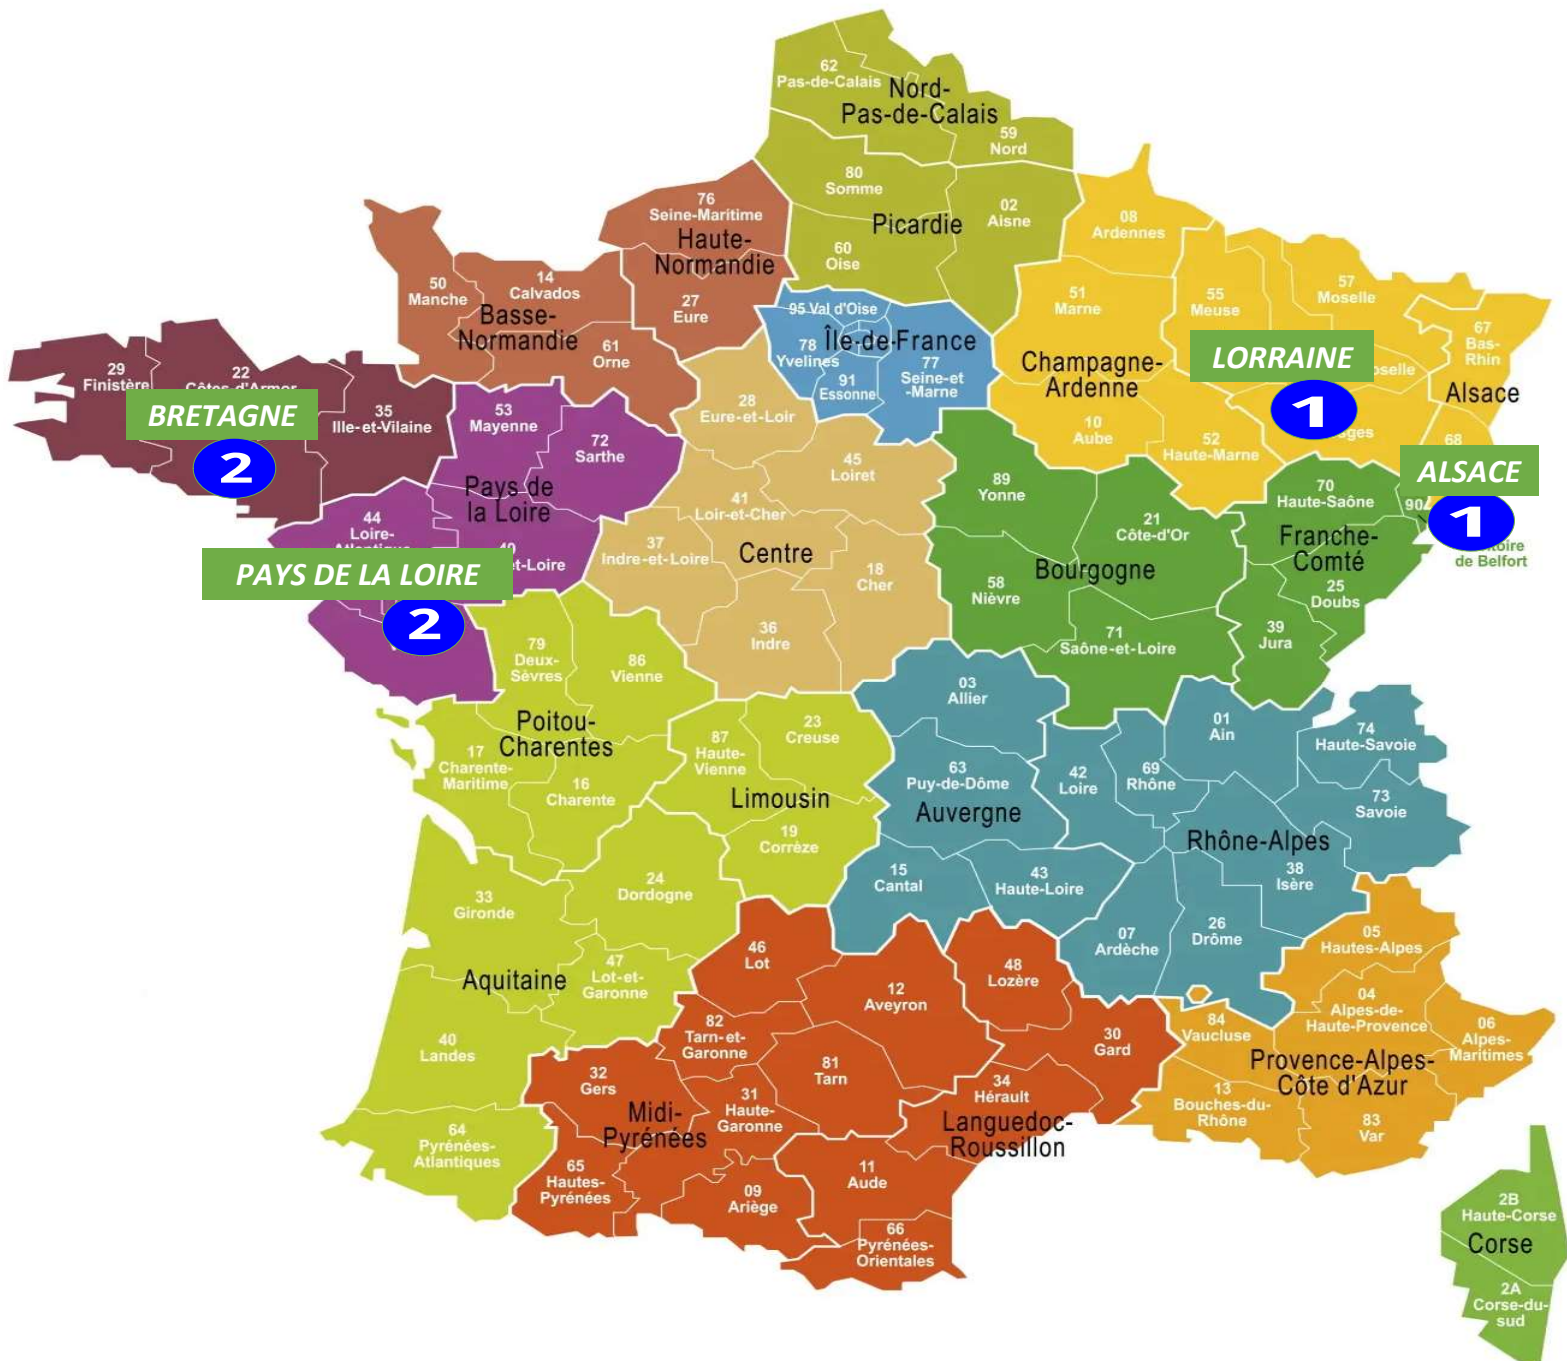 62
Pas-de-Calais
Nord-
Pas-de-Calais
59
Nord
80
Somme
02
Aisne
Picardie
60
Oise
76
Seine-Maritime
Haute-
Normandie
27
Eure
08
Ardennes
50
Manche
14
Calvados
Basse-
Normandie
61
Orne
51
Marne
55
Meuse
57
Moselle
67
Bas-
Rhin
Alsace
95 Val d'Oise
Île-de-France
78
Yvelines
91
Essonne
77
Seine-et
-Marne
Champagne-
Ardenne
LORRAINE
1
10
Aube
52
Haute-Marne
68
ALSACE
1
29
Finistère
22
Côtes-d'Armor
BRETAGNE
2
35
Ille-et-Vilaine
53
Mayenne
72
Sarthe
Pays de
la Loire
44
Loire-
Atlantique
49
et-Loire
PAYS DE LA LOIRE
2
28
Eure-et-Loir
45
Loiret
41
Loir-et-Cher
37
Indre-et-Loire
Centre
18
Cher
36
Indre
89
Yonne
21
Côte-d'Or
Bourgogne
58
Nièvre
71
Saône-et-Loire
70
Haute-Saône
90
de Belfort
Franche-
Comté
25
Doubs
39
Jura
79
Deux-
Sèvres
86
Vienne
Poitou-
Charentes
17
Charente-
Maritime
16
Charente
87
Haute-
Vienne
23
Creuse
Limousin
19
Corrèze
03
Allier
63
Puy-de-Dôme
Auvergne
15
Cantal
43
Haute-Loire
42
Loire
69
Rhône
01
Ain
74
Haute-Savoie
73
Savoie
Rhône-Alpes
38
Isère
07
Ardèche
26
Drôme
33
Gironde
24
Dordogne
Aquitaine
47
Lot-et-
Garonne
40
Landes
64
Pyrénées-
Atlantiques
46
Lot
12
Aveyron
48
Lozère
82
Tarn-et-
Garonne
81
Tarn
30
Gard
32
Gers
31
Haute-
Garonne
Midi-
Pyrénées
34
Hérault
Languedoc-
Roussillon
65
Hautes-
Pyrénées
09
Ariège
11
Aude
66
Pyrénées-
Orientales
05
Hautes-Alpes
04
Alpes-de-
Haute-Provence
06
Alpes-
Maritimes
84
Vaucluse
Provence-Alpes-
Côte d'Azur
13
Bouches-du-
Rhône
83
Var
2B
Haute-Corse
Corse
2A
Corse-du-
sud